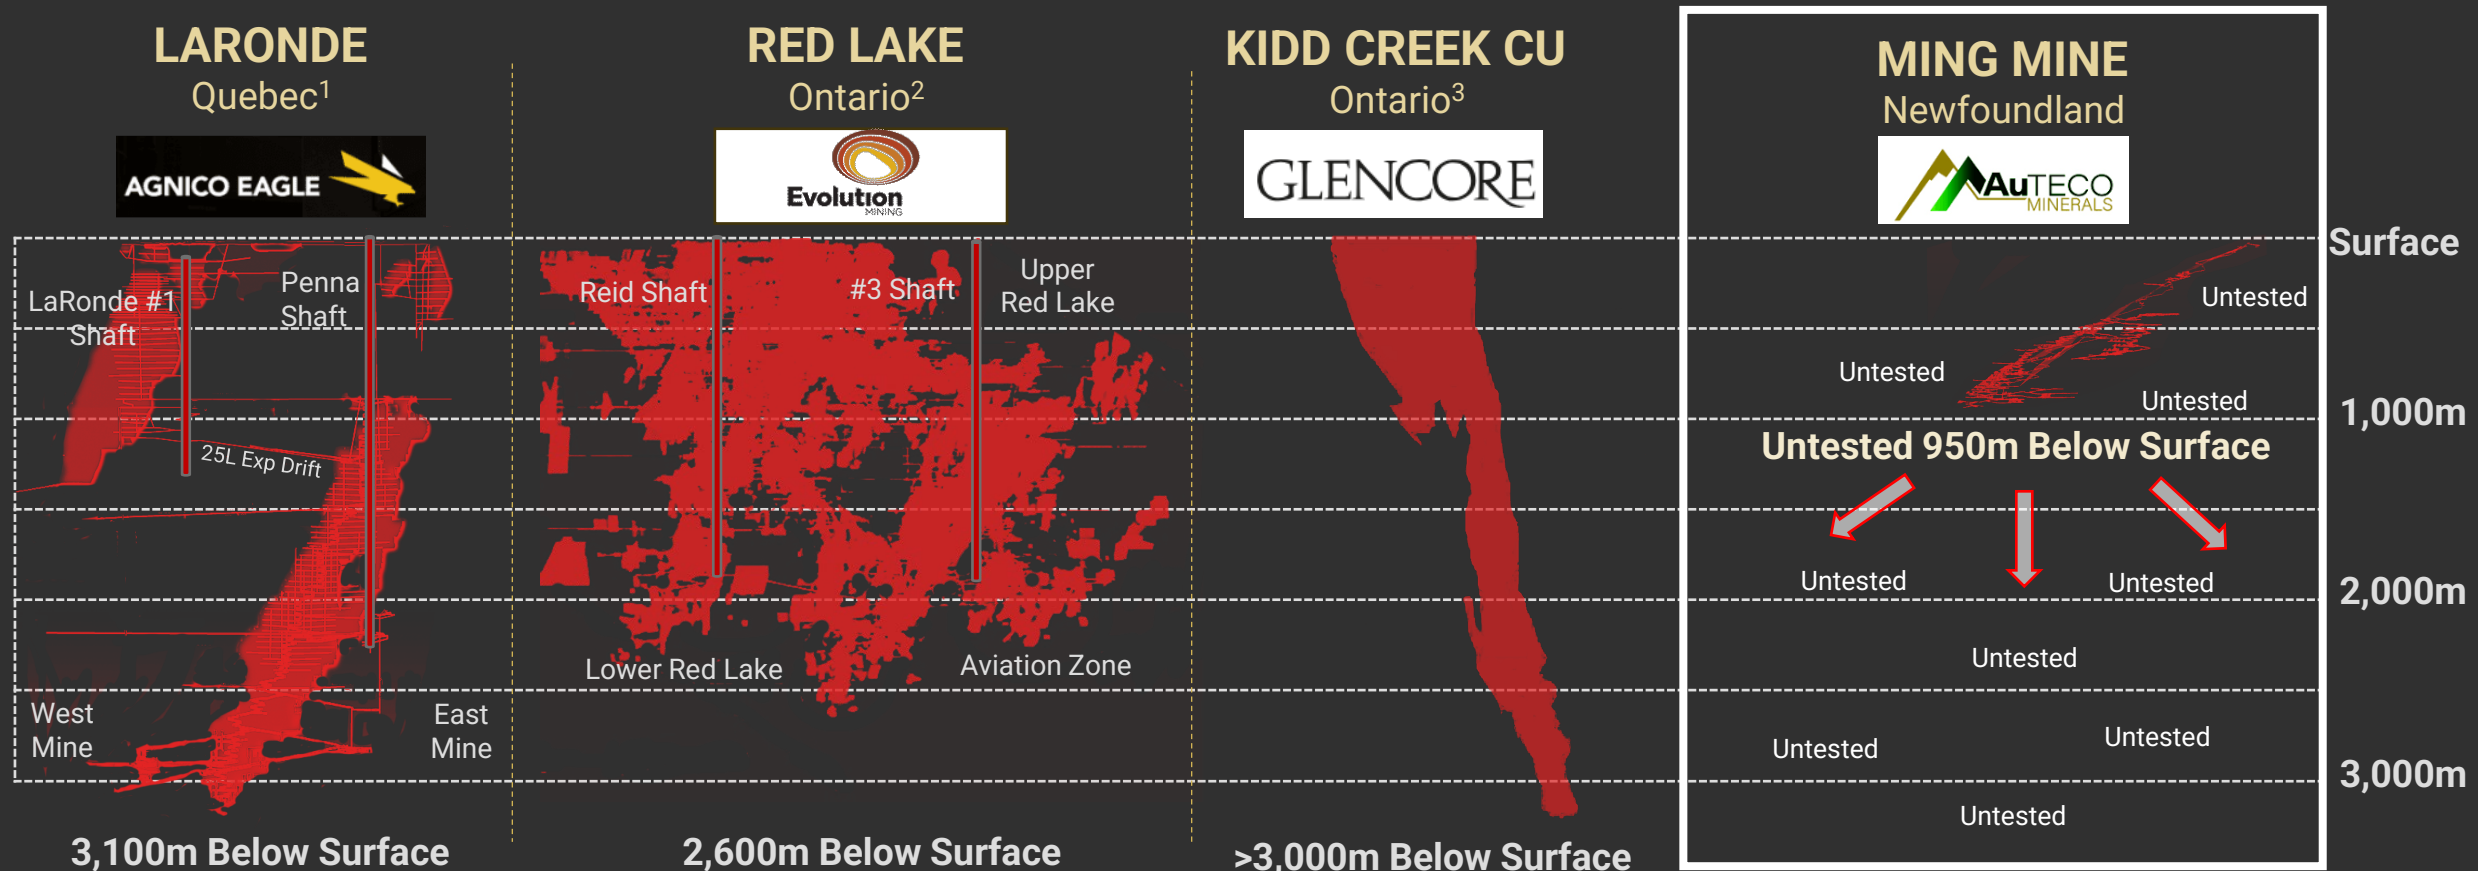 LARONDE
Quebec1
AGNICO EAGLE
LaRonde #1
Shaft
Penna
Shaft
25L Exp Drift
West
Mine
East
Mine
3,100m Below Surface
RED LAKE
Ontario2
Evolution
MINING
Reid Shaft
#3 Shaft
Upper
Red Lake
Lower Red Lake
Aviation Zone
2,600m Below Surface
KIDD CREEK CU
Ontario3
GLENCORE
>3,000m Below Surface
MING MINE
Newfoundland
AuTECO
MINERALS
Untested
Untested
Untested
Untested 950m Below Surface
Untested
Untested
Untested
Untested
Untested
Untested
Surface
1,000m
2,000m
3,000m